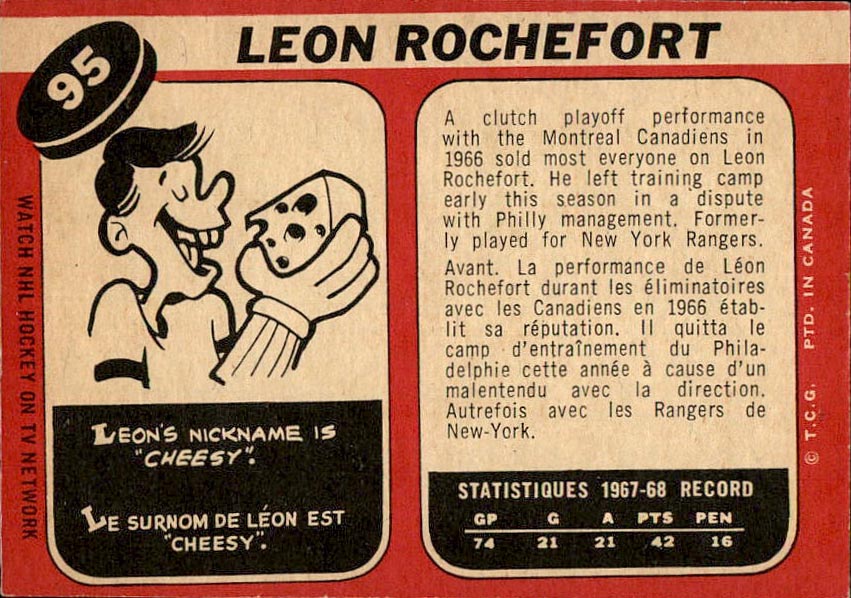 95
LEON ROCHEFORT
WATCH NHL HOCKEY ON TV NETWORK
LEON'S NICKNAME IS
"CHEESY".
LE SURNOM DE LÉON EST
"CHEESY".
A clutch playoff performance
with the Montreal Canadiens in
1966 sold most everyone on Leon
Rochefort. He left training camp
early this season in a dispute
with Philly management. Former-
ly played for New York Rangers.
Avant. La performance de Léon
Rochefort durant les éliminatoires
avec les Canadiens en 1966 étab-
lit sa réputation. Il quitta le
camp d'entraînement du Phila-
delphie cette année à cause d'un
malentendu avec la direction.
Autrefois avec les Rangers de
New-York.
STATISTIQUES 1967-68 RECORD
GP G A PTS PEN
74 21 21 42 16
© T.C.G. PTD. IN CANADA